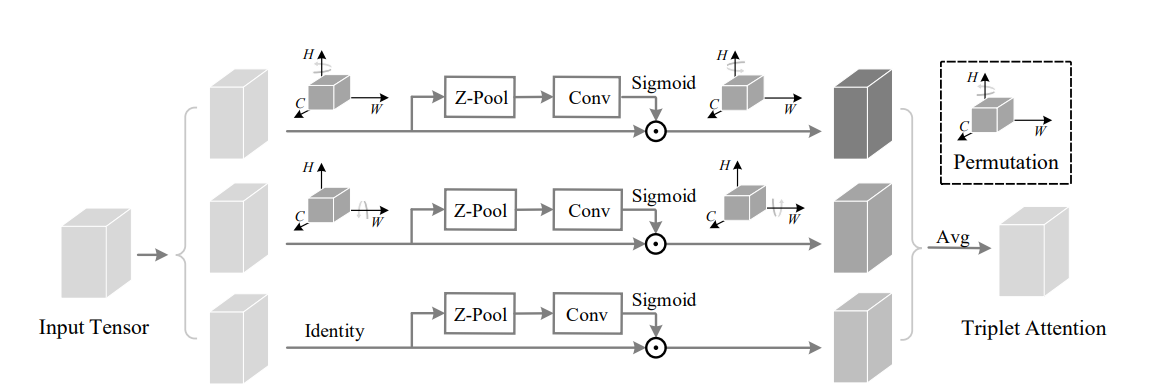 H
C
W
Z-Pool
Conv
Sigmoid
H
C
W
H
C
W
Permutation
H
C
W
Z-Pool
Conv
Sigmoid
H
C
W
Avg
Input Tensor
Identity
Z-Pool
Conv
Sigmoid
Triplet Attention